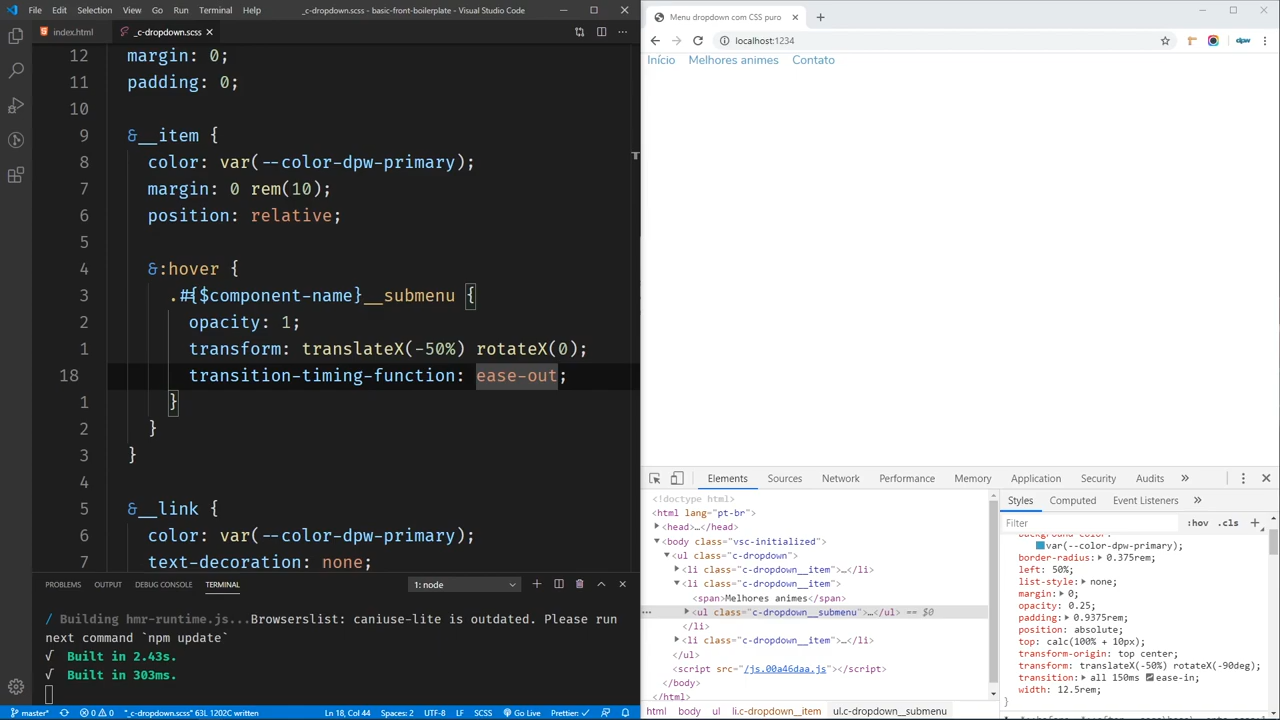 File Edit Selection View Go Run Terminal _c-dropdown.scss - basic-front-boilerplate - Visual Studio Code
index.html _c-dropdown.scss
12 margin: 0;
11 padding: 0;
10
9 &__item {
8 color: var(--color-dpw-primary);
7 margin: 0 rem(10);
6 position: relative;
5
4 &:hover {
3 .#{$component-name}__submenu {
2 opacity: 1;
1 transform: translateX(-50%) rotateX(0);
18 transition-timing-function: ease-out;
1 }
2 }
3 }
4
5 &__link {
6 color: var(--color-dpw-primary);
7 text-decoration: none;
PROBLEMS OUTPUT DEBUG CONSOLE TERMINAL 1: node
/ Building hmr-runtime.js...Browserslist: caniuse-lite is outdated. Please run
next command `npm update`
√ Built in 2.43s.
√ Built in 303ms.
master* 0 0 "_c-dropdown.scss" 63L 1202C written Ln 18, Col 44 Spaces: 2 UTF-8 LF SCSS Go Live Prettier: ✓
Menu dropdown com CSS puro
localhost:1234 dpw
Início Melhores animes Contato
Elements Sources Network Performance Memory Application Security Audits »
<!doctype html>
<html lang="pt-br">
<head>…</head>
<body class="vsc-initialized">
<ul class="c-dropdown">
<li class="c-dropdown__item">…</li>
<li class="c-dropdown__item">
<span>Melhores animes</span>
<ul class="c-dropdown__submenu">…</ul> == $0
</li>
<li class="c-dropdown__item">…</li>
</ul>
<script src="/js.00a46daa.js"></script>
</body>
</html>
html body ul li.c-dropdown__item ul.c-dropdown__submenu
Styles Computed Event Listeners »
Filter :hov .cls +
background-color:
var(--color-dpw-primary);
border-radius: 0.375rem;
left: 50%;
list-style: none;
margin: 0;
opacity: 0.25;
padding: 0.9375rem;
position: absolute;
top: calc(100% + 10px);
transform-origin: top center;
transform: translateX(-50%) rotateX(-90deg);
transition: all 150ms ease-in;
width: 12.5rem;
}